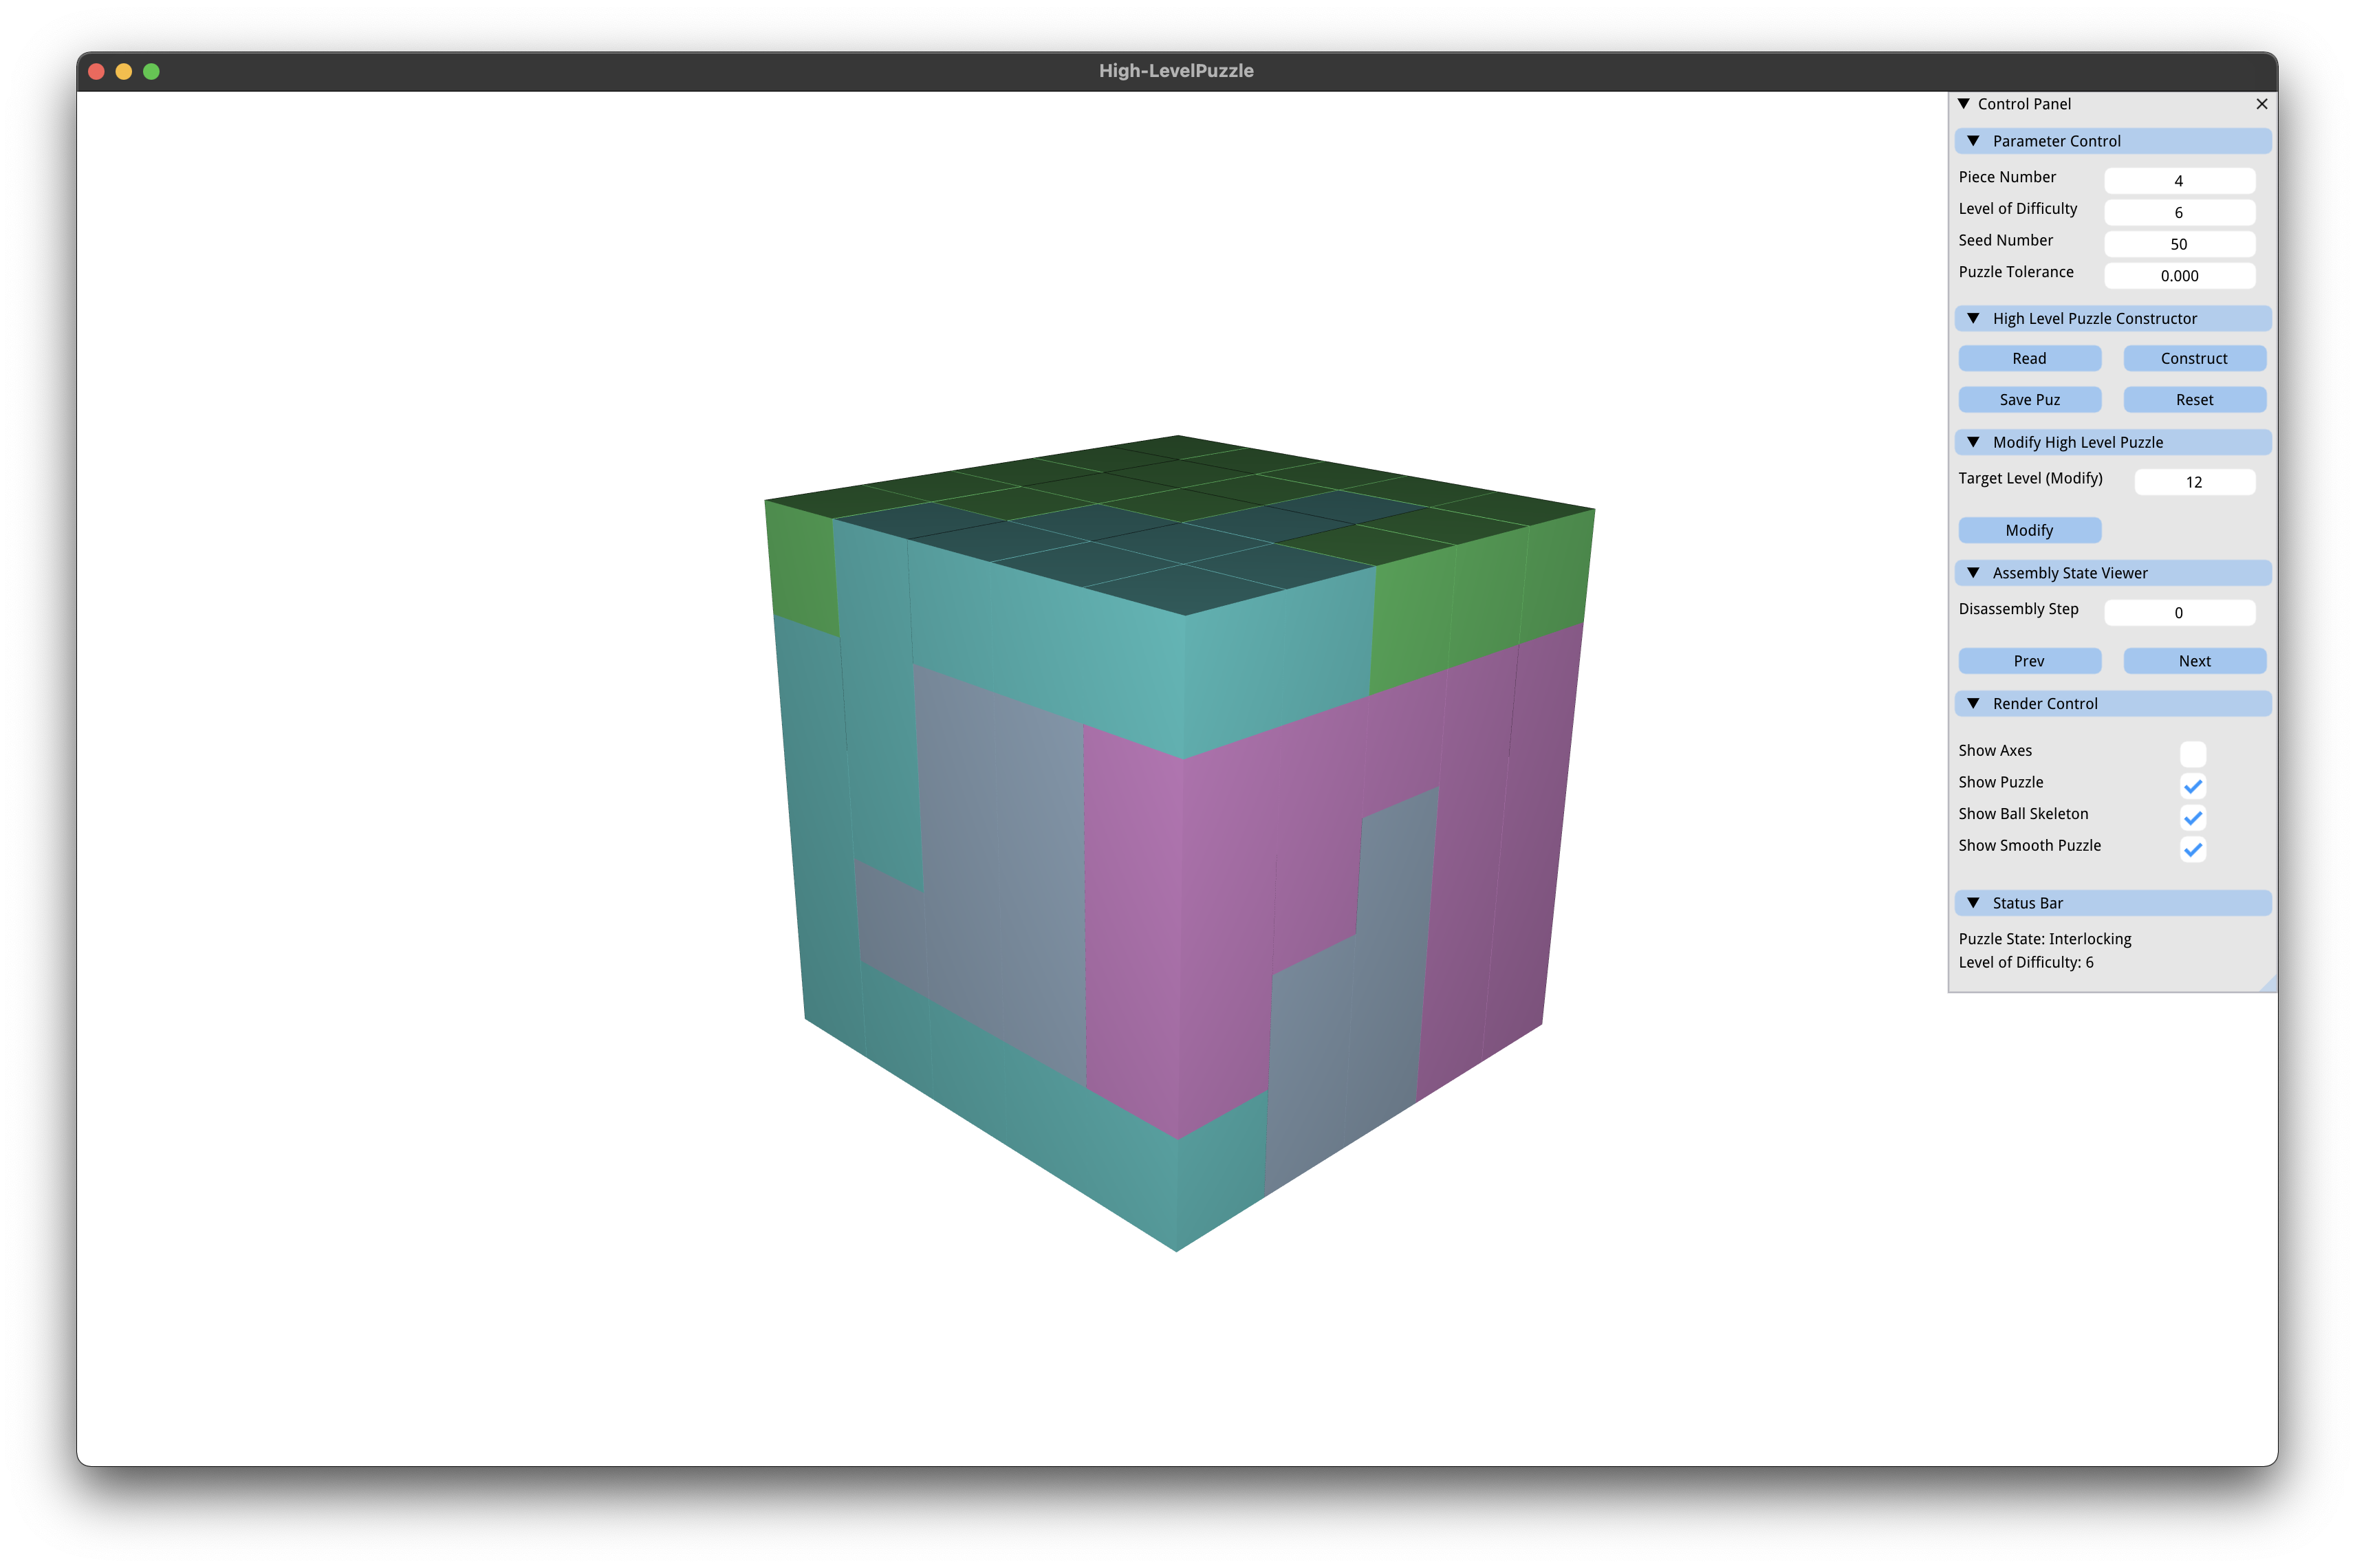 High-LevelPuzzle
Control Panel
Parameter Control
Piece Number 4
Level of Difficulty 6
Seed Number 50
Puzzle Tolerance 0.000
High Level Puzzle Constructor
Read Construct
Save Puz Reset
Modify High Level Puzzle
Target Level (Modify) 12
Modify
Assembly State Viewer
Disassembly Step 0
Prev Next
Render Control
Show Axes
Show Puzzle
Show Ball Skeleton
Show Smooth Puzzle
Status Bar
Puzzle State: Interlocking
Level of Difficulty: 6